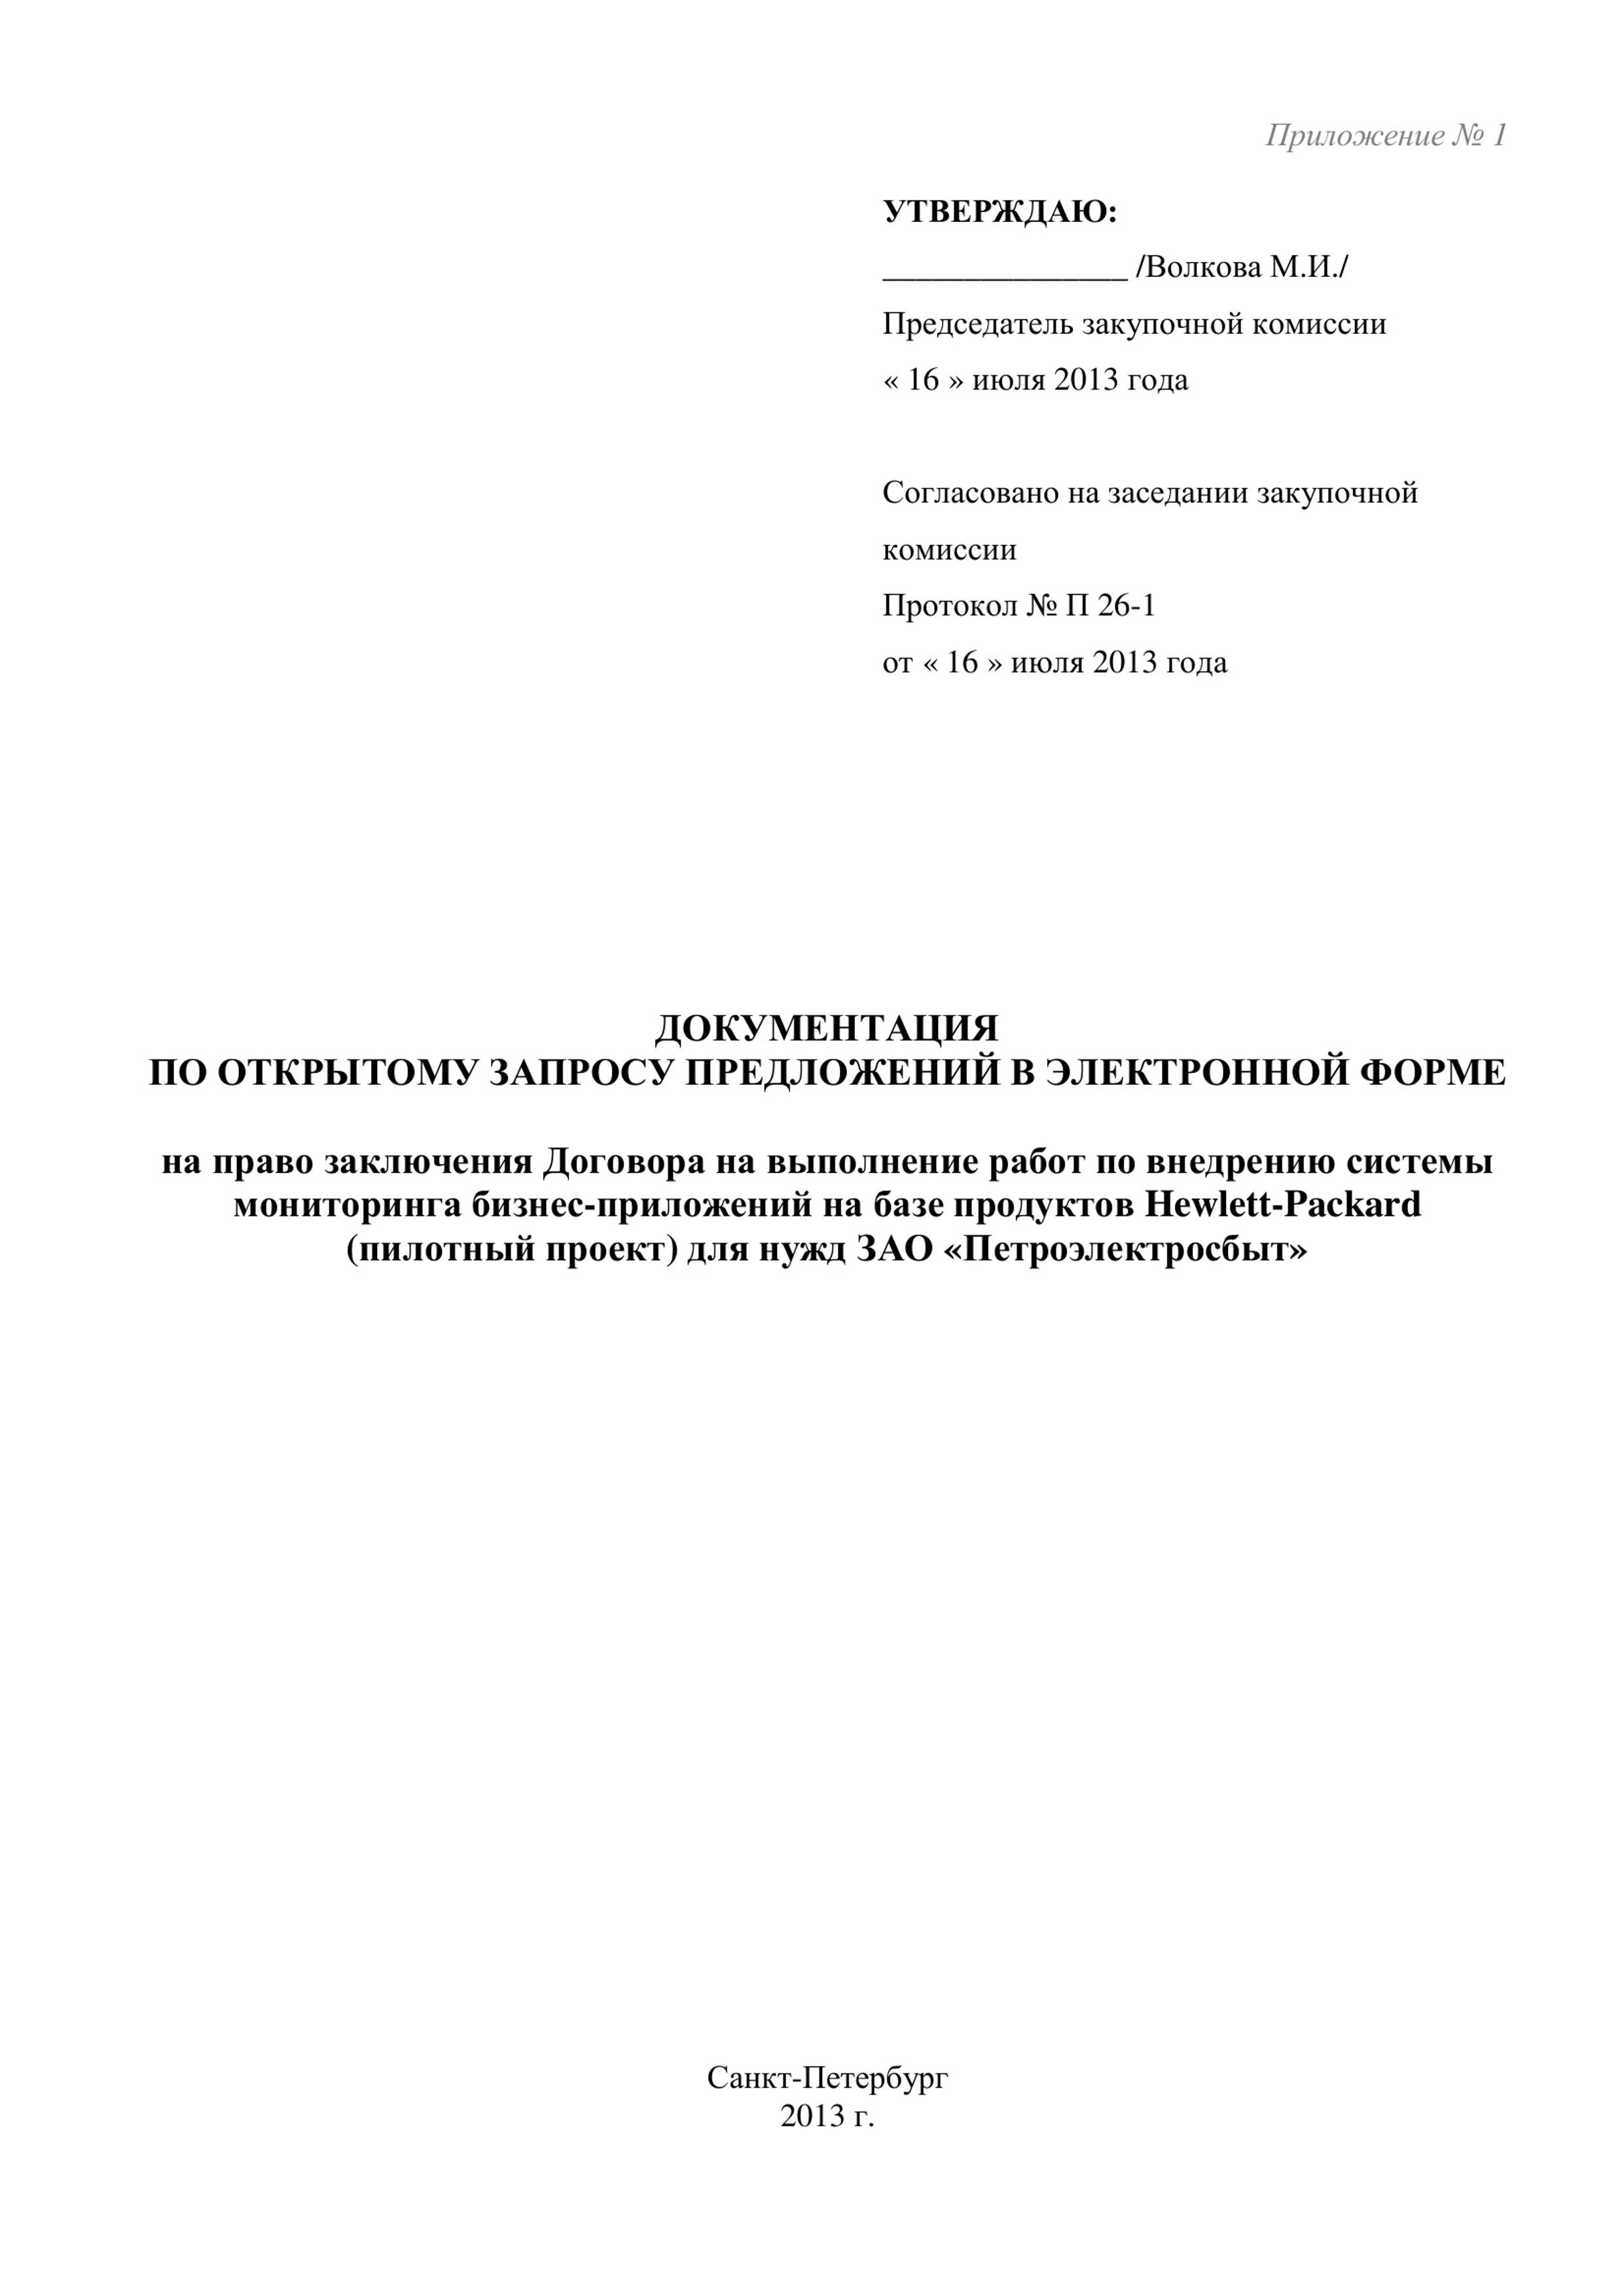 Приложение № 1
УТВЕРЖДАЮ:
_______________ /Волкова М.И./
Председатель закупочной комиссии
« 16 » июля 2013 года
Согласовано на заседании закупочной
комиссии
Протокол № П 26-1
от « 16 » июля 2013 года
ДОКУМЕНТАЦИЯ
ПО ОТКРЫТОМУ ЗАПРОСУ ПРЕДЛОЖЕНИЙ В ЭЛЕКТРОННОЙ ФОРМЕ
на право заключения Договора на выполнение работ по внедрению системы
мониторинга бизнес-приложений на базе продуктов Hewlett-Packard
(пилотный проект) для нужд ЗАО «Петроэлектросбыт»
Санкт-Петербург
2013 г.